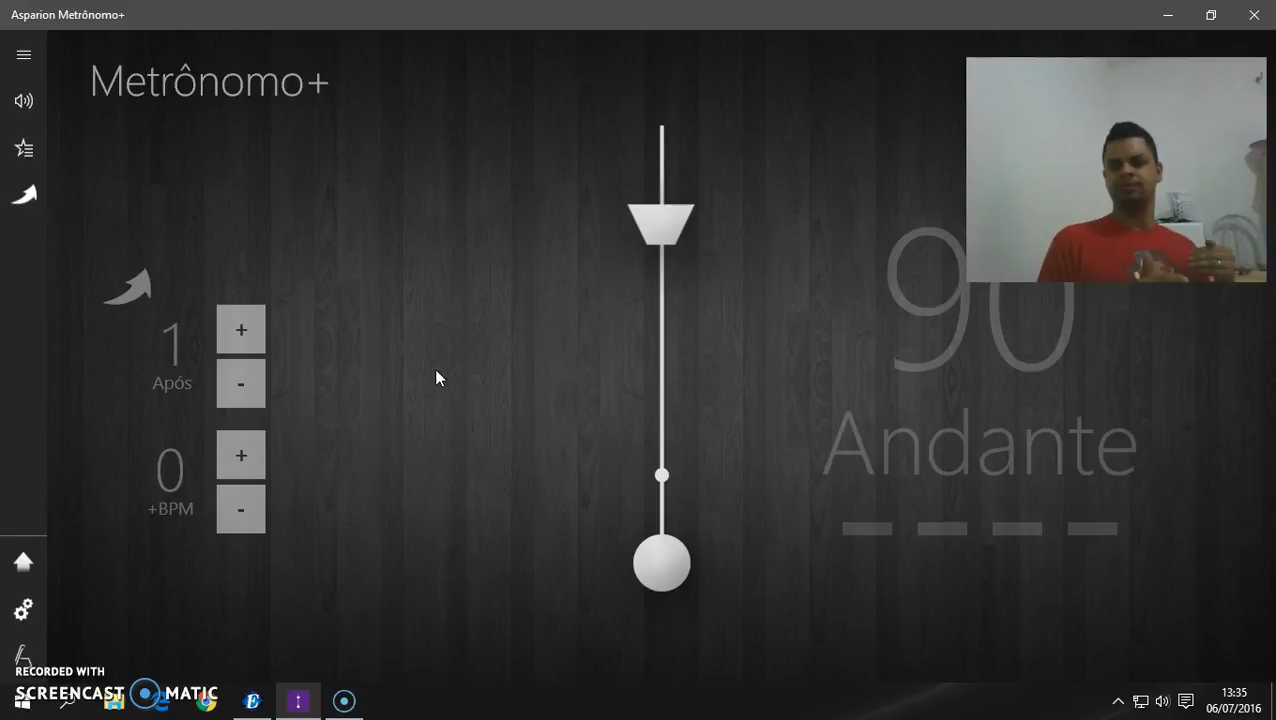 Asparion Metrônomo+
Metrônomo+
90
Andante
1
+
Após
-
0
+
+BPM
-
RECORDED WITH
SCREENCAST MATIC
13:35
06/07/2016